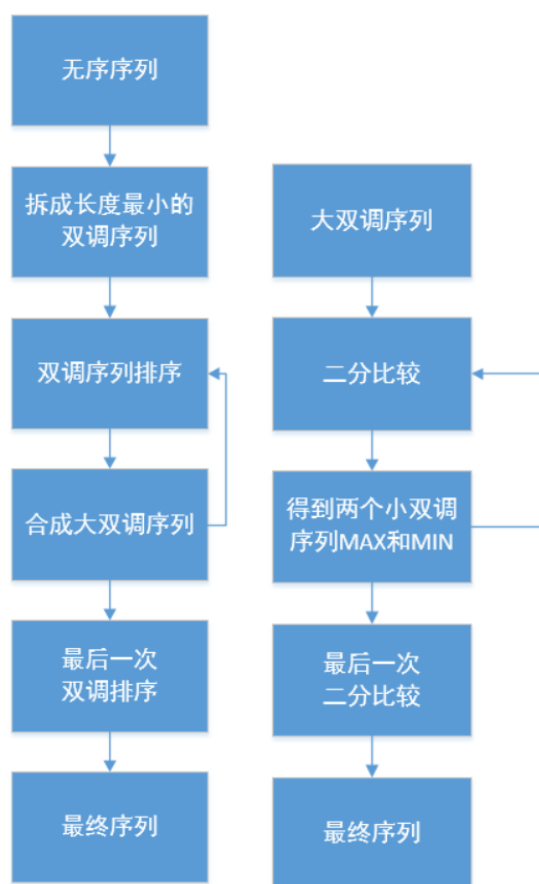 无序序列
拆成长度最小的
双调序列
双调序列排序
合成大双调序列
最后一次
双调排序
最终序列
大双调序列
二分比较
得到两个小双调
序列MAX和MIN
最后一次
二分比较
最终序列